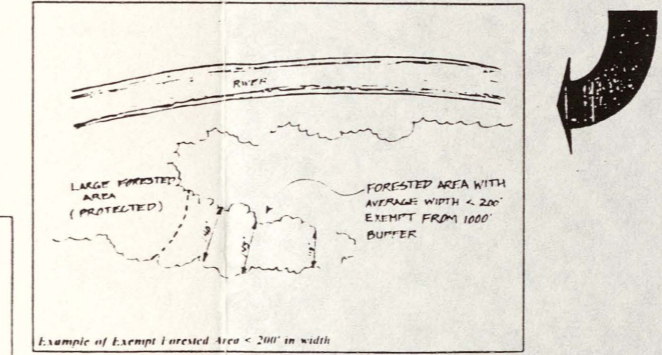 RIVER
LARGE FORESTED
AREA
(PROTECTED)
FORESTED AREA WITH
AVERAGE WIDTH < 200'
EXEMPT FROM 1000'
BUFFER
Example of Exempt Forested Area < 200' in width